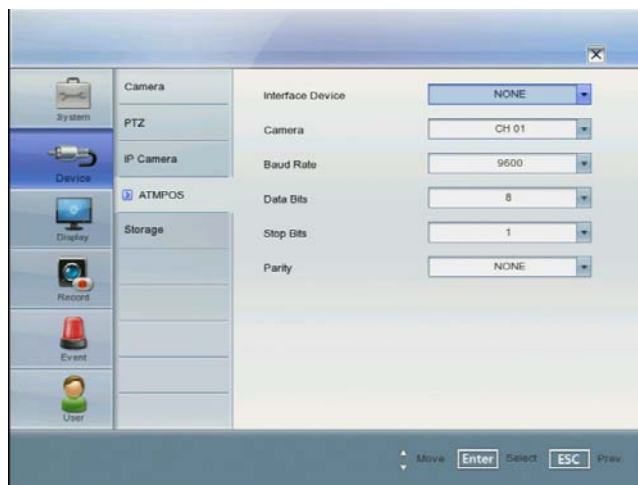 System
Device
Display
Record
Event
User
Camera
PTZ
IP Camera
ATMPOS
Storage
Interface Device NONE
Camera CH 01
Baud Rate 9600
Data Bits 8
Stop Bits 1
Parity NONE
Move Enter Select ESC Prev